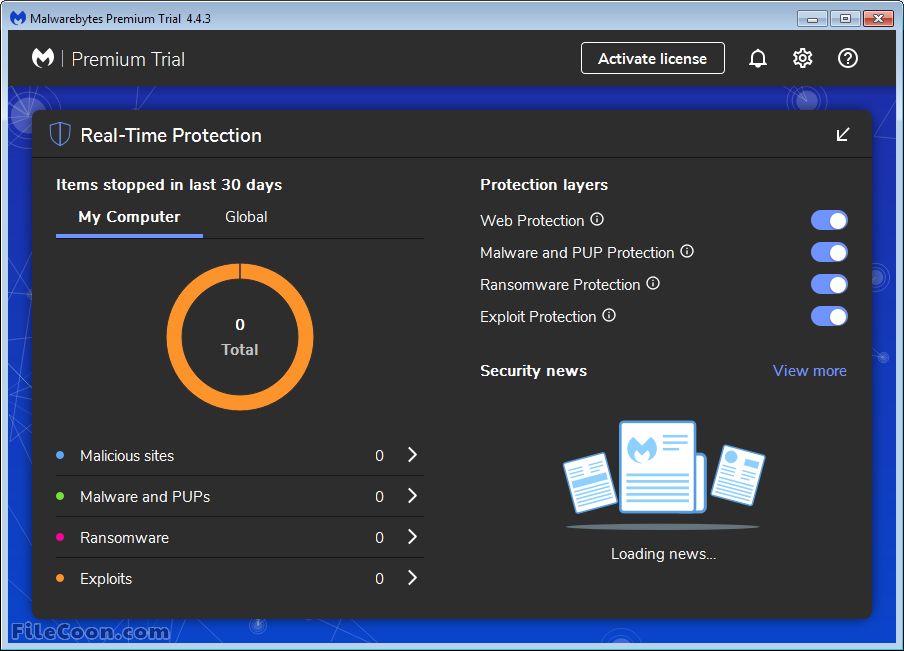 Malwarebytes Premium Trial 4.4.3
Premium Trial
Activate license
Real-Time Protection
Items stopped in last 30 days
My Computer
Global
0
Total
Malicious sites 0
Malware and PUPs 0
Ransomware 0
Exploits 0
Protection layers
Web Protection
Malware and PUP Protection
Ransomware Protection
Exploit Protection
Security news
View more
Loading news...
FileCoon.com